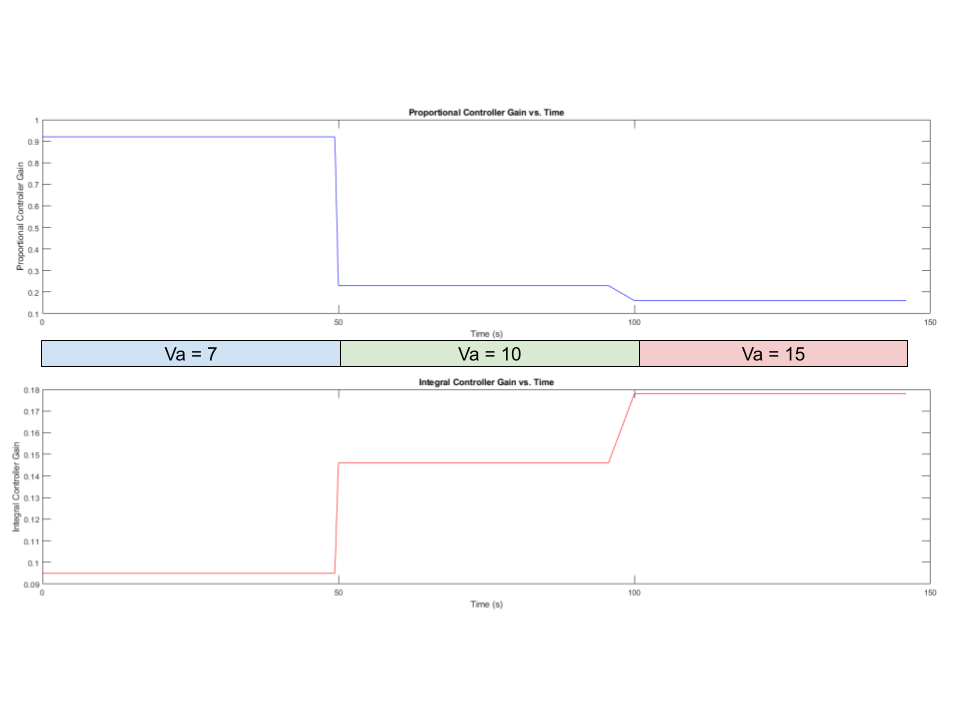 Proportional Controller Gain vs. Time
Proportional Controller Gain
1
0.9
0.8
0.7
0.6
0.5
0.4
0.3
0.2
0.1
0 50 100 150
Time (s)
Va = 7 Va = 10 Va = 15
Integral Controller Gain vs. Time
Integral Controller Gain
0.18
0.17
0.16
0.15
0.14
0.13
0.12
0.11
0.1
0.09
0 50 100 150
Time (s)